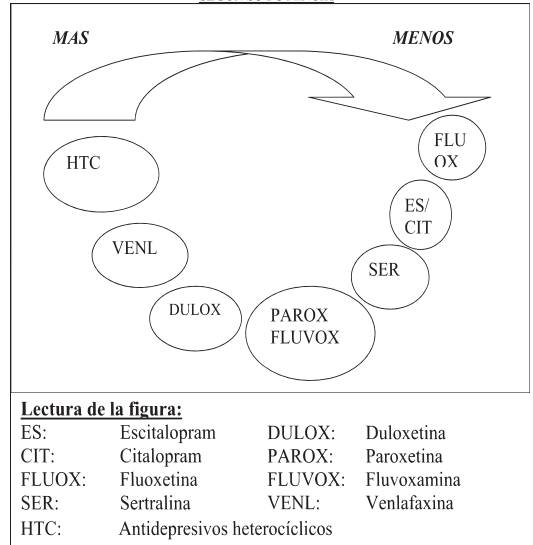 MAS MENOS
FLU
OX
HTC
ES/
CIT
VENL
SER
DULOX
PAROX
FLUVOX
Lectura de la figura:
ES: Escitalopram DULOX: Duloxetina
CIT: Citalopram PAROX: Paroxetina
FLUOX: Fluoxetina FLUVOX: Fluvoxamina
SER: Sertralina VENL: Venlafaxina
HTC: Antidepresivos heterocíclicos